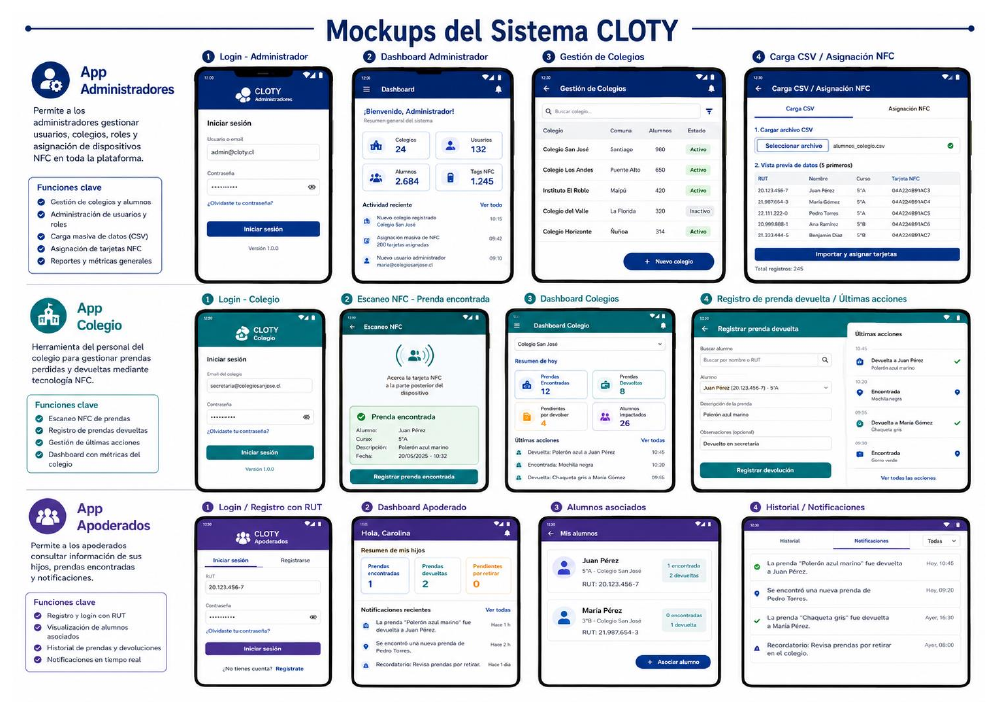 Mockups del Sistema CLOTY
App
Administradores
Permite a los
administradores gestionar
usuarios, colegios, roles y
asignación de dispositivos
NFC en toda la plataforma.
Funciones clave
Gestión de colegios y alumnos
Administración de usuarios y
roles
Carga masiva de datos (CSV)
Asignación de tarjetas NFC
Reportes y métricas generales
1 Login - Administrador
12:30
CLOTY
Administradores
Iniciar sesión
Usuario o email
admin@cloty.cl
Contraseña
••••••••••
¿Olvidaste tu contraseña?
Iniciar sesión
Versión 1.0.0
2 Dashboard Administrador
12:30
Dashboard
¡Bienvenido, Administrador!
Resumen general del sistema
Colegios
24
Usuarios
132
Alumnos
2.684
Tags NFC
1.245
Actividad reciente Ver todo
Nuevo colegio registrado 10:15
Colegio San José
Asignación masiva de NFC 09:42
200 tarjetas asignadas
Nuevo usuario administrador 09:10
maria@colegiosanjose.cl
3 Gestión de Colegios
12:30
Gestión de Colegios
Buscar colegio...
Colegio Comuna Alumnos Estado
Colegio San José Santiago 980 Activo
Colegio Los Andes Puente Alto 650 Activo
Instituto El Roble Maipú 420 Activo
Colegio del Valle La Florida 320 Inactivo
Colegio Horizonte Ñuñoa 314 Activo
+ Nuevo colegio
4 Carga CSV / Asignación NFC
12:30
Carga CSV / Asignación NFC
Carga CSV Asignación NFC
1. Cargar archivo CSV
Seleccionar archivo alumnos_colegio.csv
2. Vista previa de datos (5 primeros)
RUT Nombre Curso Tarjeta NFC
20.123.456-7 Juan Pérez 5°A 04A224B91AC3
21.987.654-3 María Gómez 5°A 04A224B91AC4
22.111.222-0 Pedro Torres 5°A 04A224B91AC5
20.999.888-1 Ana Ramírez 5°B 04A224B91AC6
21.333.444-5 Benjamín Díaz 5°B 04A224B91AC7
Importar y asignar tarjetas
Total registros: 245
App
Colegio
Herramienta del personal del
colegio para gestionar prendas
perdidas y devueltas mediante
tecnología NFC.
Funciones clave
Escaneo NFC de prendas
Registro de prendas devueltas
Gestión de últimas acciones
Dashboard con métricas del
colegio
1 Login - Colegio
12:30
CLOTY
Colegio
Iniciar sesión
Email del colegio
secretaria@colegiosanjose.cl
Contraseña
••••••••••
¿Olvidaste tu contraseña?
Iniciar sesión
Versión 1.0.0
2 Escaneo NFC - Prenda encontrada
12:30
Escaneo NFC
Acerca la tarjeta NFC
a la parte posterior del
dispositivo
Prenda encontrada
Alumno: Juan Pérez
Curso: 5°A
Descripción: Polerón azul marino
Fecha: 20/05/2025 - 10:32
Registrar prenda encontrada
3 Dashboard Colegios
Dashboard Colegio
Colegio San José
Resumen de hoy
Prendas
Encontradas
12
Prendas
Devueltas
8
Pendientes
por devolver
4
Alumnos
impactados
26
Últimas acciones Ver todas
Devuelta: Polerón azul a Juan Pérez 10:45
Encontrada: Mochila negra 10:20
Devuelta: Chaqueta gris a María Gómez 09:55
4 Registro de prenda devuelta / Últimas acciones
12:30
Registrar prenda devuelta
Buscar alumno
Buscar por nombre o RUT
Alumno
Juan Pérez (20.123.456-7) - 5°A
Descripción de la prenda
Polerón azul marino
Observaciones (opcional)
Devuelto en secretaría
Registrar devolución
Últimas acciones
10:45
Devuelta a Juan Pérez
Polerón azul marino
10:20
Encontrada
Mochila negra
09:55
Devuelta a María Gómez
Chaqueta gris
Encontrada
Gorro verde
Ver todas las acciones
App
Apoderados
Permite a los apoderados
consultar información de sus
hijos, prendas encontradas
y notificaciones.
Funciones clave
Registro y login con RUT
Visualización de alumnos
asociados
Historial de prendas y devoluciones
Notificaciones en tiempo real
1 Login / Registro con RUT
12:30
CLOTY
Apoderados
Iniciar sesión Registrarse
RUT
20.123.456-7
Contraseña
••••••••••
¿Olvidaste tu contraseña?
Iniciar sesión
¿No tienes cuenta? Regístrate
2 Dashboard Apoderado
12:30
Hola, Carolina
Resumen de mis hijos
Prendas
encontradas
1
Prendas
devueltas
2
Pendientes
por retirar
0
Notificaciones recientes Ver todas
La prenda "Polerón azul marino" fue Hace 1 h
devuelta a Juan Pérez.
Se encontró una nueva prenda de Hace 2 h
Pedro Torres.
Recordatorio: Revisa prendas por retirar Hace 1 día
3 Alumnos asociados
12:30
Mis alumnos
Juan Pérez
5°A - Colegio San José
RUT: 20.123.456-7
1 encontrada
2 devueltas
María Pérez
3°B - Colegio San José
RUT: 21.987.654-3
0 encontradas
1 devuelta
+ Asociar alumno
4 Historial / Notificaciones
12:30
Historial Notificaciones Todas
La prenda "Polerón azul marino" fue devuelta Hoy, 10:45
a Juan Pérez.
Se encontró una nueva prenda de Hoy, 09:20
Pedro Torres.
La prenda "Chaqueta gris" fue devuelta Ayer, 16:30
a María Pérez.
Recordatorio: Revisa prendas por retirar Ayer, 08:00
en el colegio.